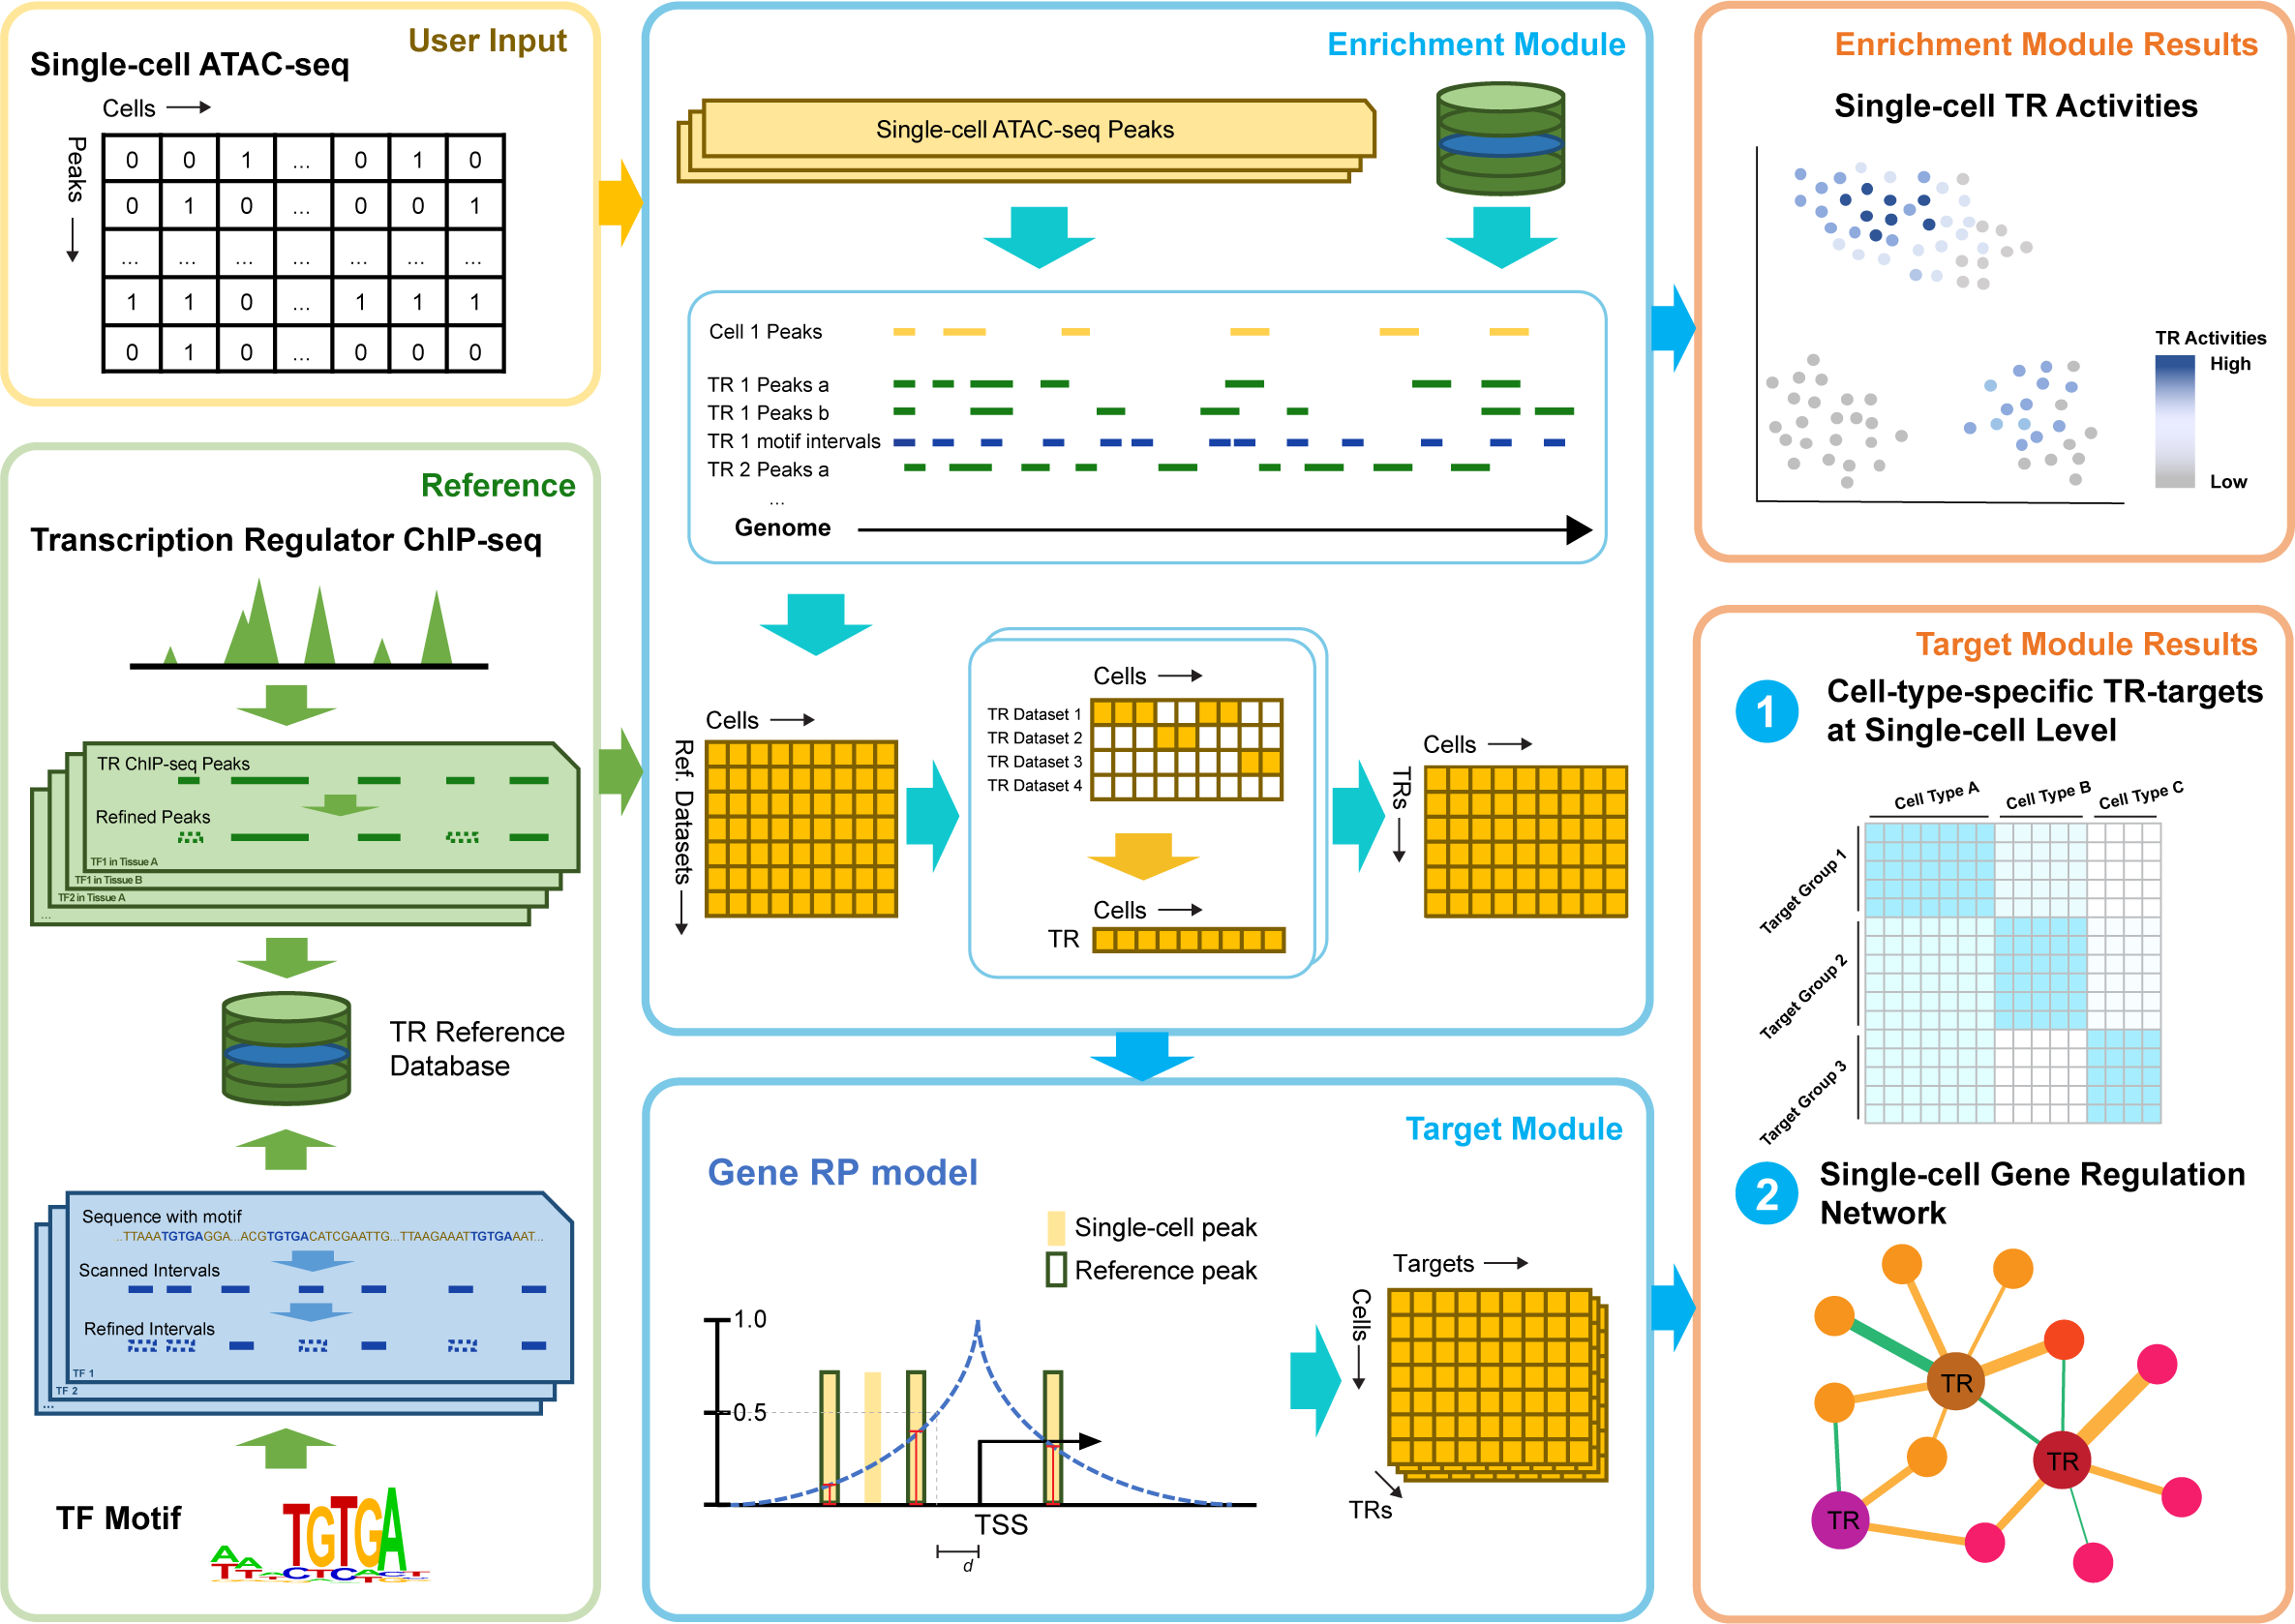 User Input
Single-cell ATAC-seq
Cells
Peaks
0 0 1 ... 0 1 0
0 1 0 ... 0 0 1
... ... ... ... ... ... ...
1 1 0 ... 1 1 1
0 1 0 ... 0 0 0
Reference
Transcription Regulator ChIP-seq
TR ChIP-seq Peaks
Refined Peaks
TF1 in Tissue A
TF1 in Tissue B
TF2 in Tissue A
...
TR Reference
Database
Sequence with motif
..TTAAATGTGAGGA...ACGTGTGACATCGAATTG...TTAAGAAATTGTGAAAT...
Scanned Intervals
Refined Intervals
TF 1
TF 2
...
TF Motif
TGTGA
Enrichment Module
Single-cell ATAC-seq Peaks
Cell 1 Peaks
TR 1 Peaks a
TR 1 Peaks b
TR 1 motif intervals
TR 2 Peaks a
...
Genome
Cells
Ref. Datasets
Cells
TR Dataset 1
TR Dataset 2
TR Dataset 3
TR Dataset 4
Cells
TR
Cells
TRs
Target Module
Gene RP model
Single-cell peak
Reference peak
1.0
0.5
TSS
d
Targets
Cells
TRs
Enrichment Module Results
Single-cell TR Activities
TR Activities
High
Low
Target Module Results
1
Cell-type-specific TR-targets
at Single-cell Level
Cell Type A
Cell Type B
Cell Type C
Target Group 1
Target Group 2
Target Group 3
2
Single-cell Gene Regulation
Network
TR
TR
TR